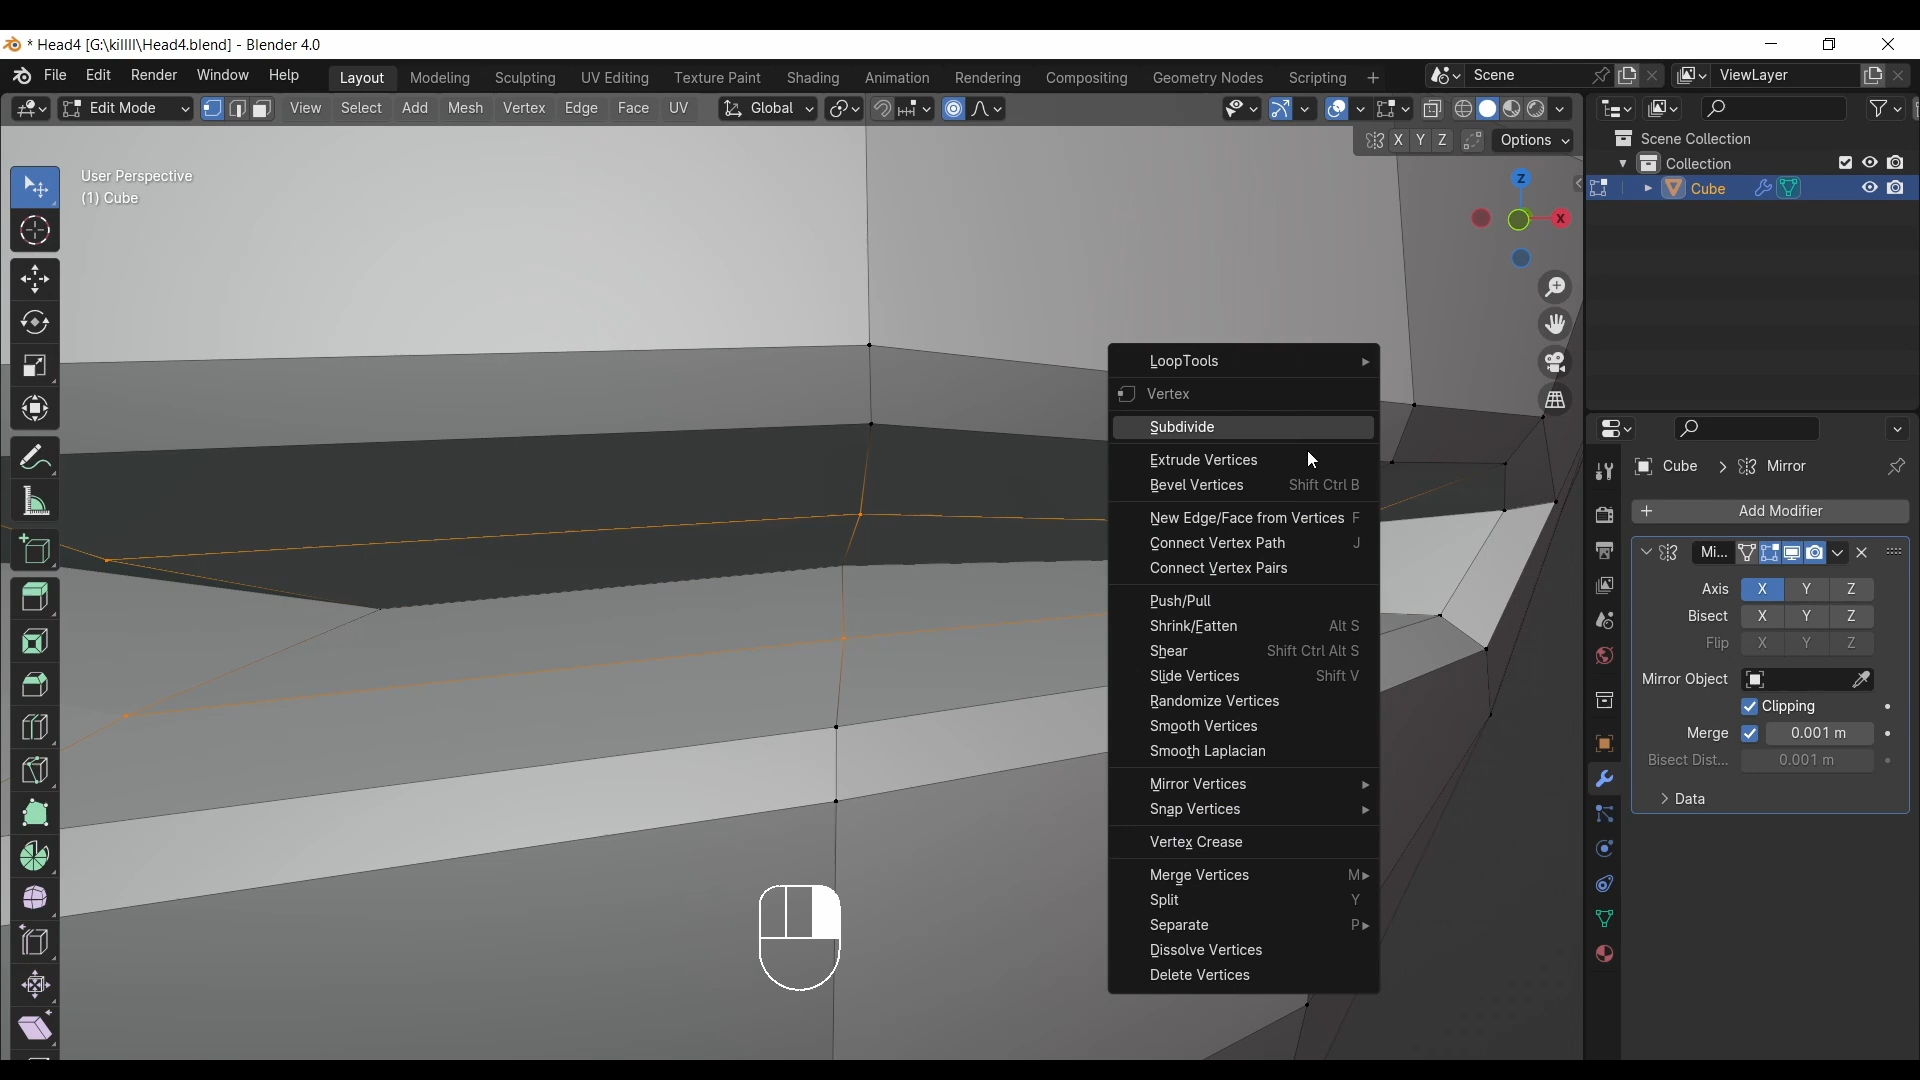 * Head4 [G:\killll\Head4.blend] - Blender 4.0
File Edit Render Window Help Layout Modeling Sculpting UV Editing Texture Paint Shading Animation Rendering Compositing Geometry Nodes Scripting + Scene ViewLayer
Edit Mode View Select Add Mesh Vertex Edge Face UV Global
X Y Z Options
User Perspective
(1) Cube
Z
X
LoopTools
Vertex
Subdivide
Extrude Vertices
Bevel Vertices Shift Ctrl B
New Edge/Face from Vertices F
Connect Vertex Path J
Connect Vertex Pairs
Push/Pull
Shrink/Fatten Alt S
Shear Shift Ctrl Alt S
Slide Vertices Shift V
Randomize Vertices
Smooth Vertices
Smooth Laplacian
Mirror Vertices
Snap Vertices
Vertex Crease
Merge Vertices M
Split Y
Separate P
Dissolve Vertices
Delete Vertices
Scene Collection
Collection
Cube
Cube > Mirror
+ Add Modifier
Mi...
Axis X Y Z
Bisect X Y Z
Flip X Y Z
Mirror Object
Clipping
Merge 0.001 m
Bisect Dist... 0.001 m
Data